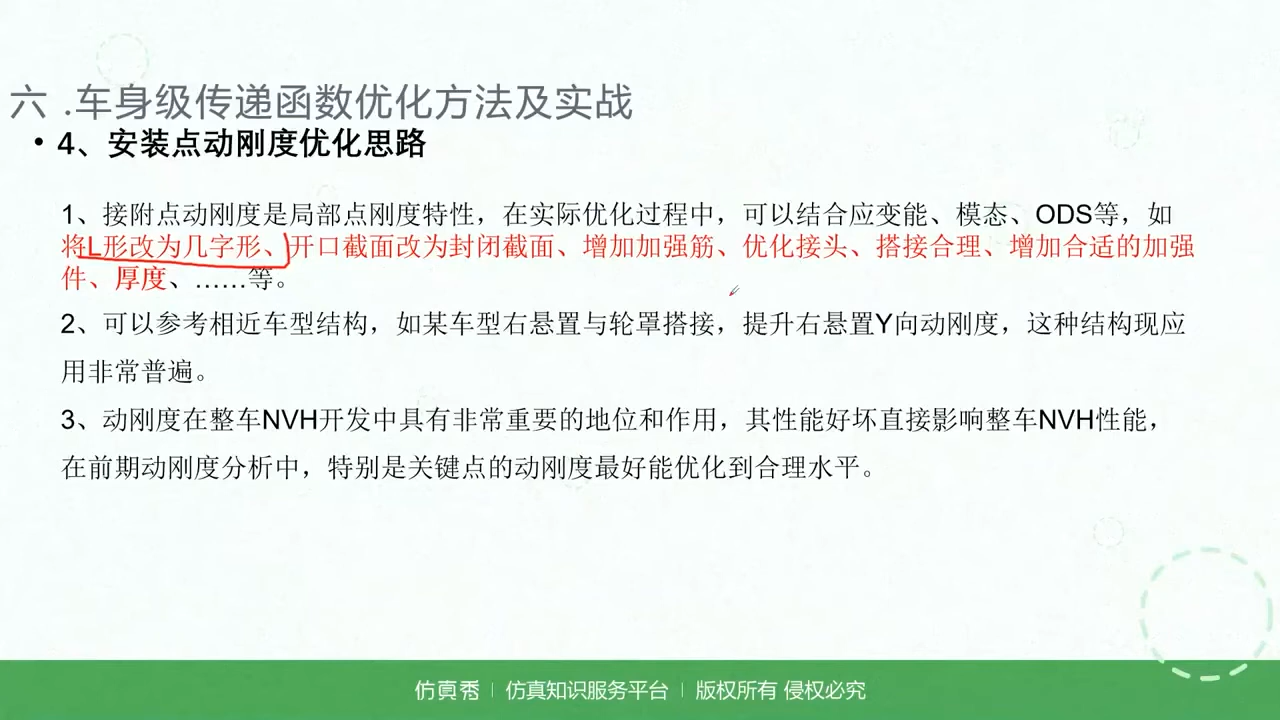 六 .车身级传递函数优化方法及实战
• 4、安装点动刚度优化思路
1、接附点动刚度是局部点刚度特性，在实际优化过程中，可以结合应变能、模态、ODS等，如
将L形改为几字形、开口截面改为封闭截面、增加加强筋、优化接头、搭接合理、增加合适的加强
件、厚度、……等。
2、可以参考相近车型结构，如某车型右悬置与轮罩搭接，提升右悬置Y向动刚度，这种结构现应
用非常普遍。
3、动刚度在整车NVH开发中具有非常重要的地位和作用，其性能好坏直接影响整车NVH性能，
在前期动刚度分析中，特别是关键点的动刚度最好能优化到合理水平。
仿真秀 | 仿真知识服务平台 | 版权所有 侵权必究